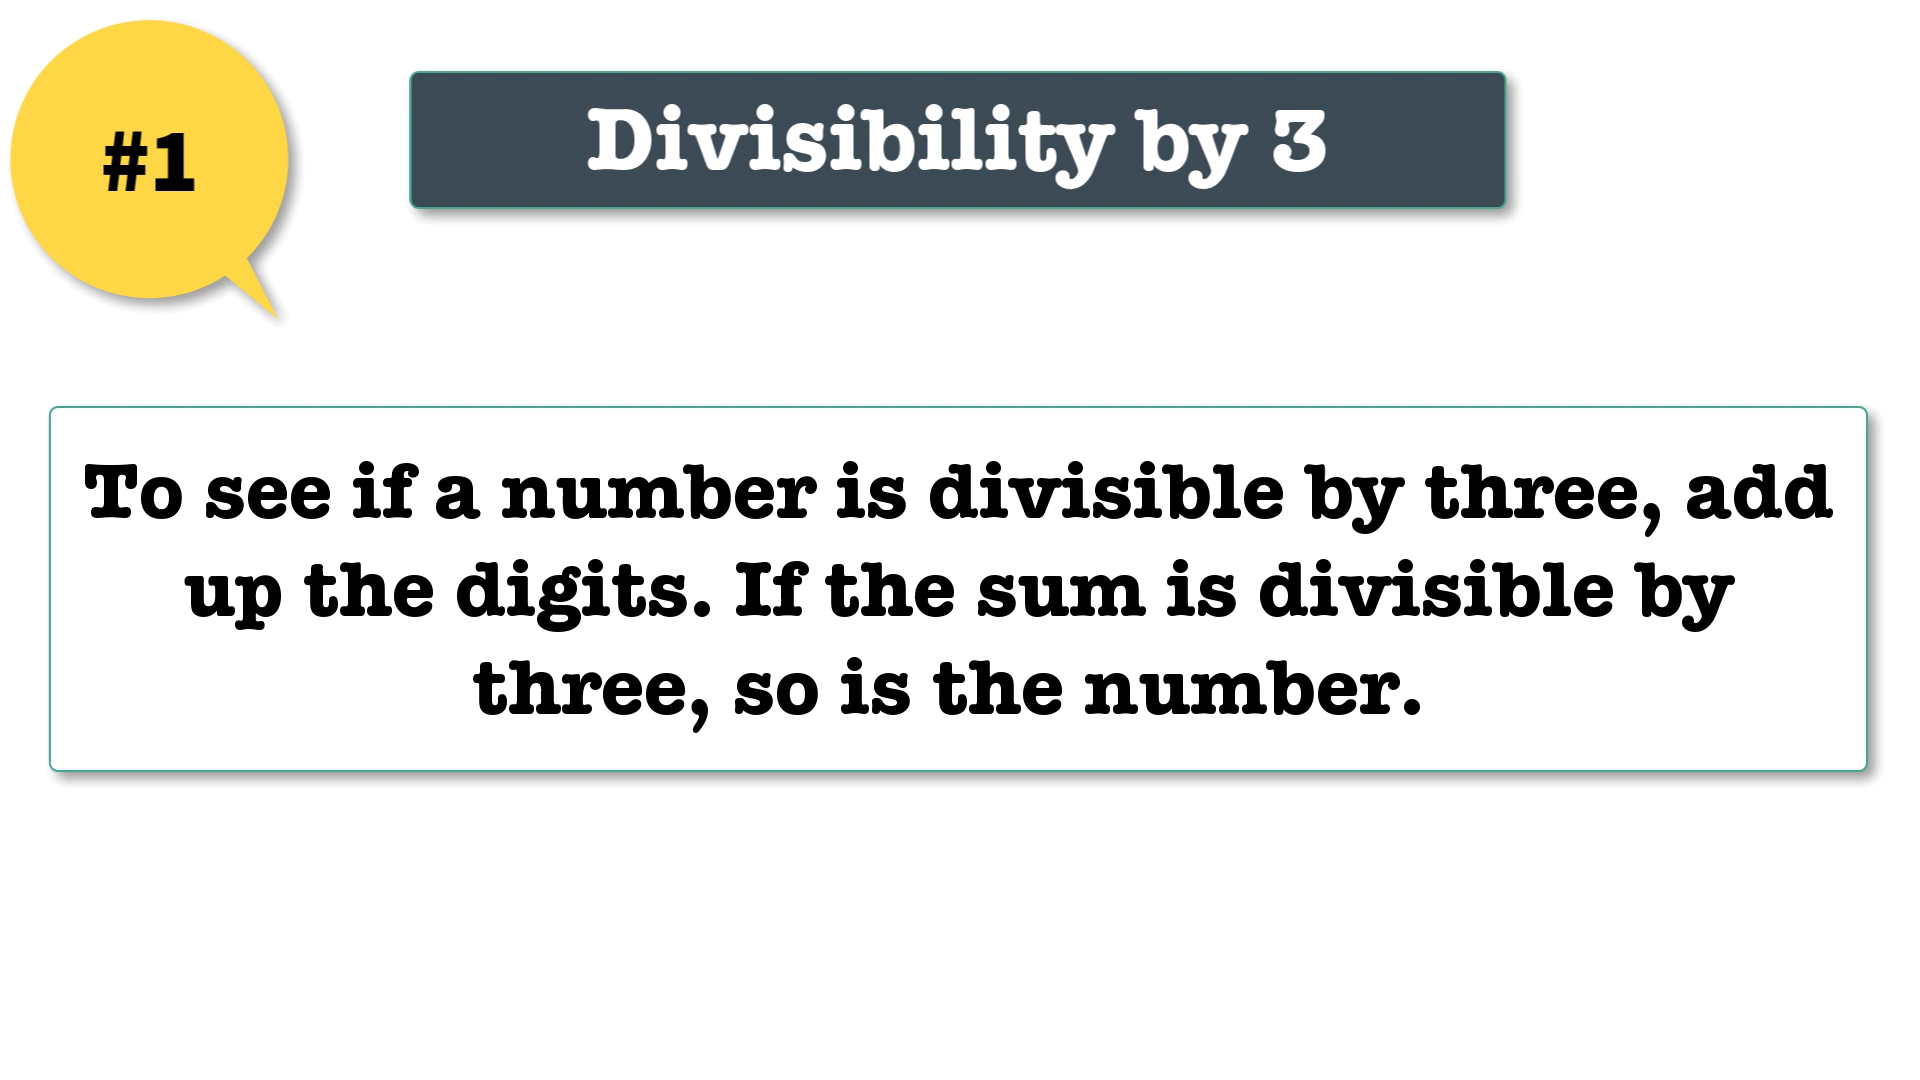 #1
Divisibility by 3
To see if a number is divisible by three, add
up the digits. If the sum is divisible by
three, so is the number.